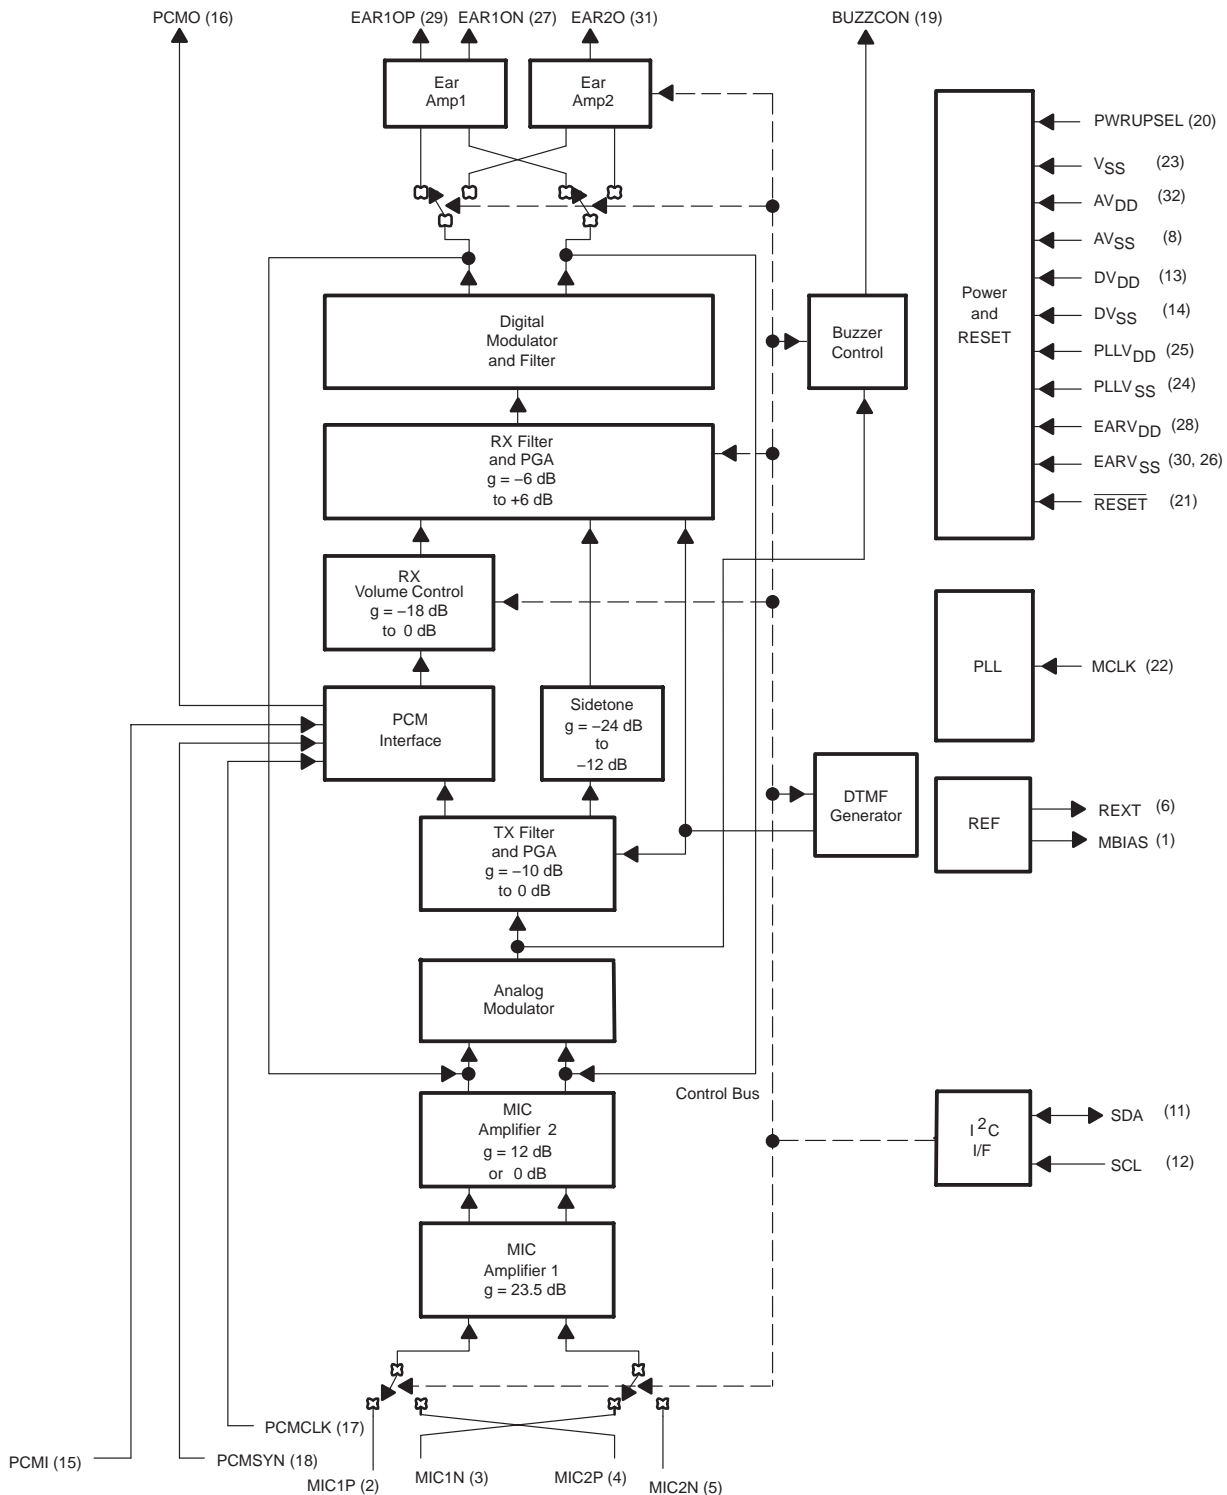 PCMO (16)
EAR1OP (29)
EAR1ON (27)
EAR2O (31)
BUZZCON (19)
Ear
Amp1
Ear
Amp2
PWRUPSEL (20)
VSS (23)
AVDD (32)
AVSS (8)
DVDD (13)
DVSS (14)
PLLVDD (25)
PLLVSS (24)
EARVDD (28)
EARVSS (30, 26)
RESET (21)
Power
and
RESET
Digital
Modulator
and Filter
Buzzer
Control
RX Filter
and PGA
g = –6 dB
to +6 dB
RX
Volume Control
g = –18 dB
to 0 dB
PLL
MCLK (22)
PCM
Interface
Sidetone
g = –24 dB
to
–12 dB
DTMF
Generator
REF
REXT (6)
MBIAS (1)
TX Filter
and PGA
g = –10 dB
to 0 dB
Analog
Modulator
Control Bus
MIC
Amplifier 2
g = 12 dB
or 0 dB
I2C
I/F
SDA (11)
SCL (12)
MIC
Amplifier 1
g = 23.5 dB
PCMCLK (17)
PCMI (15)
PCMSYN (18)
MIC1P (2)
MIC1N (3)
MIC2P (4)
MIC2N (5)